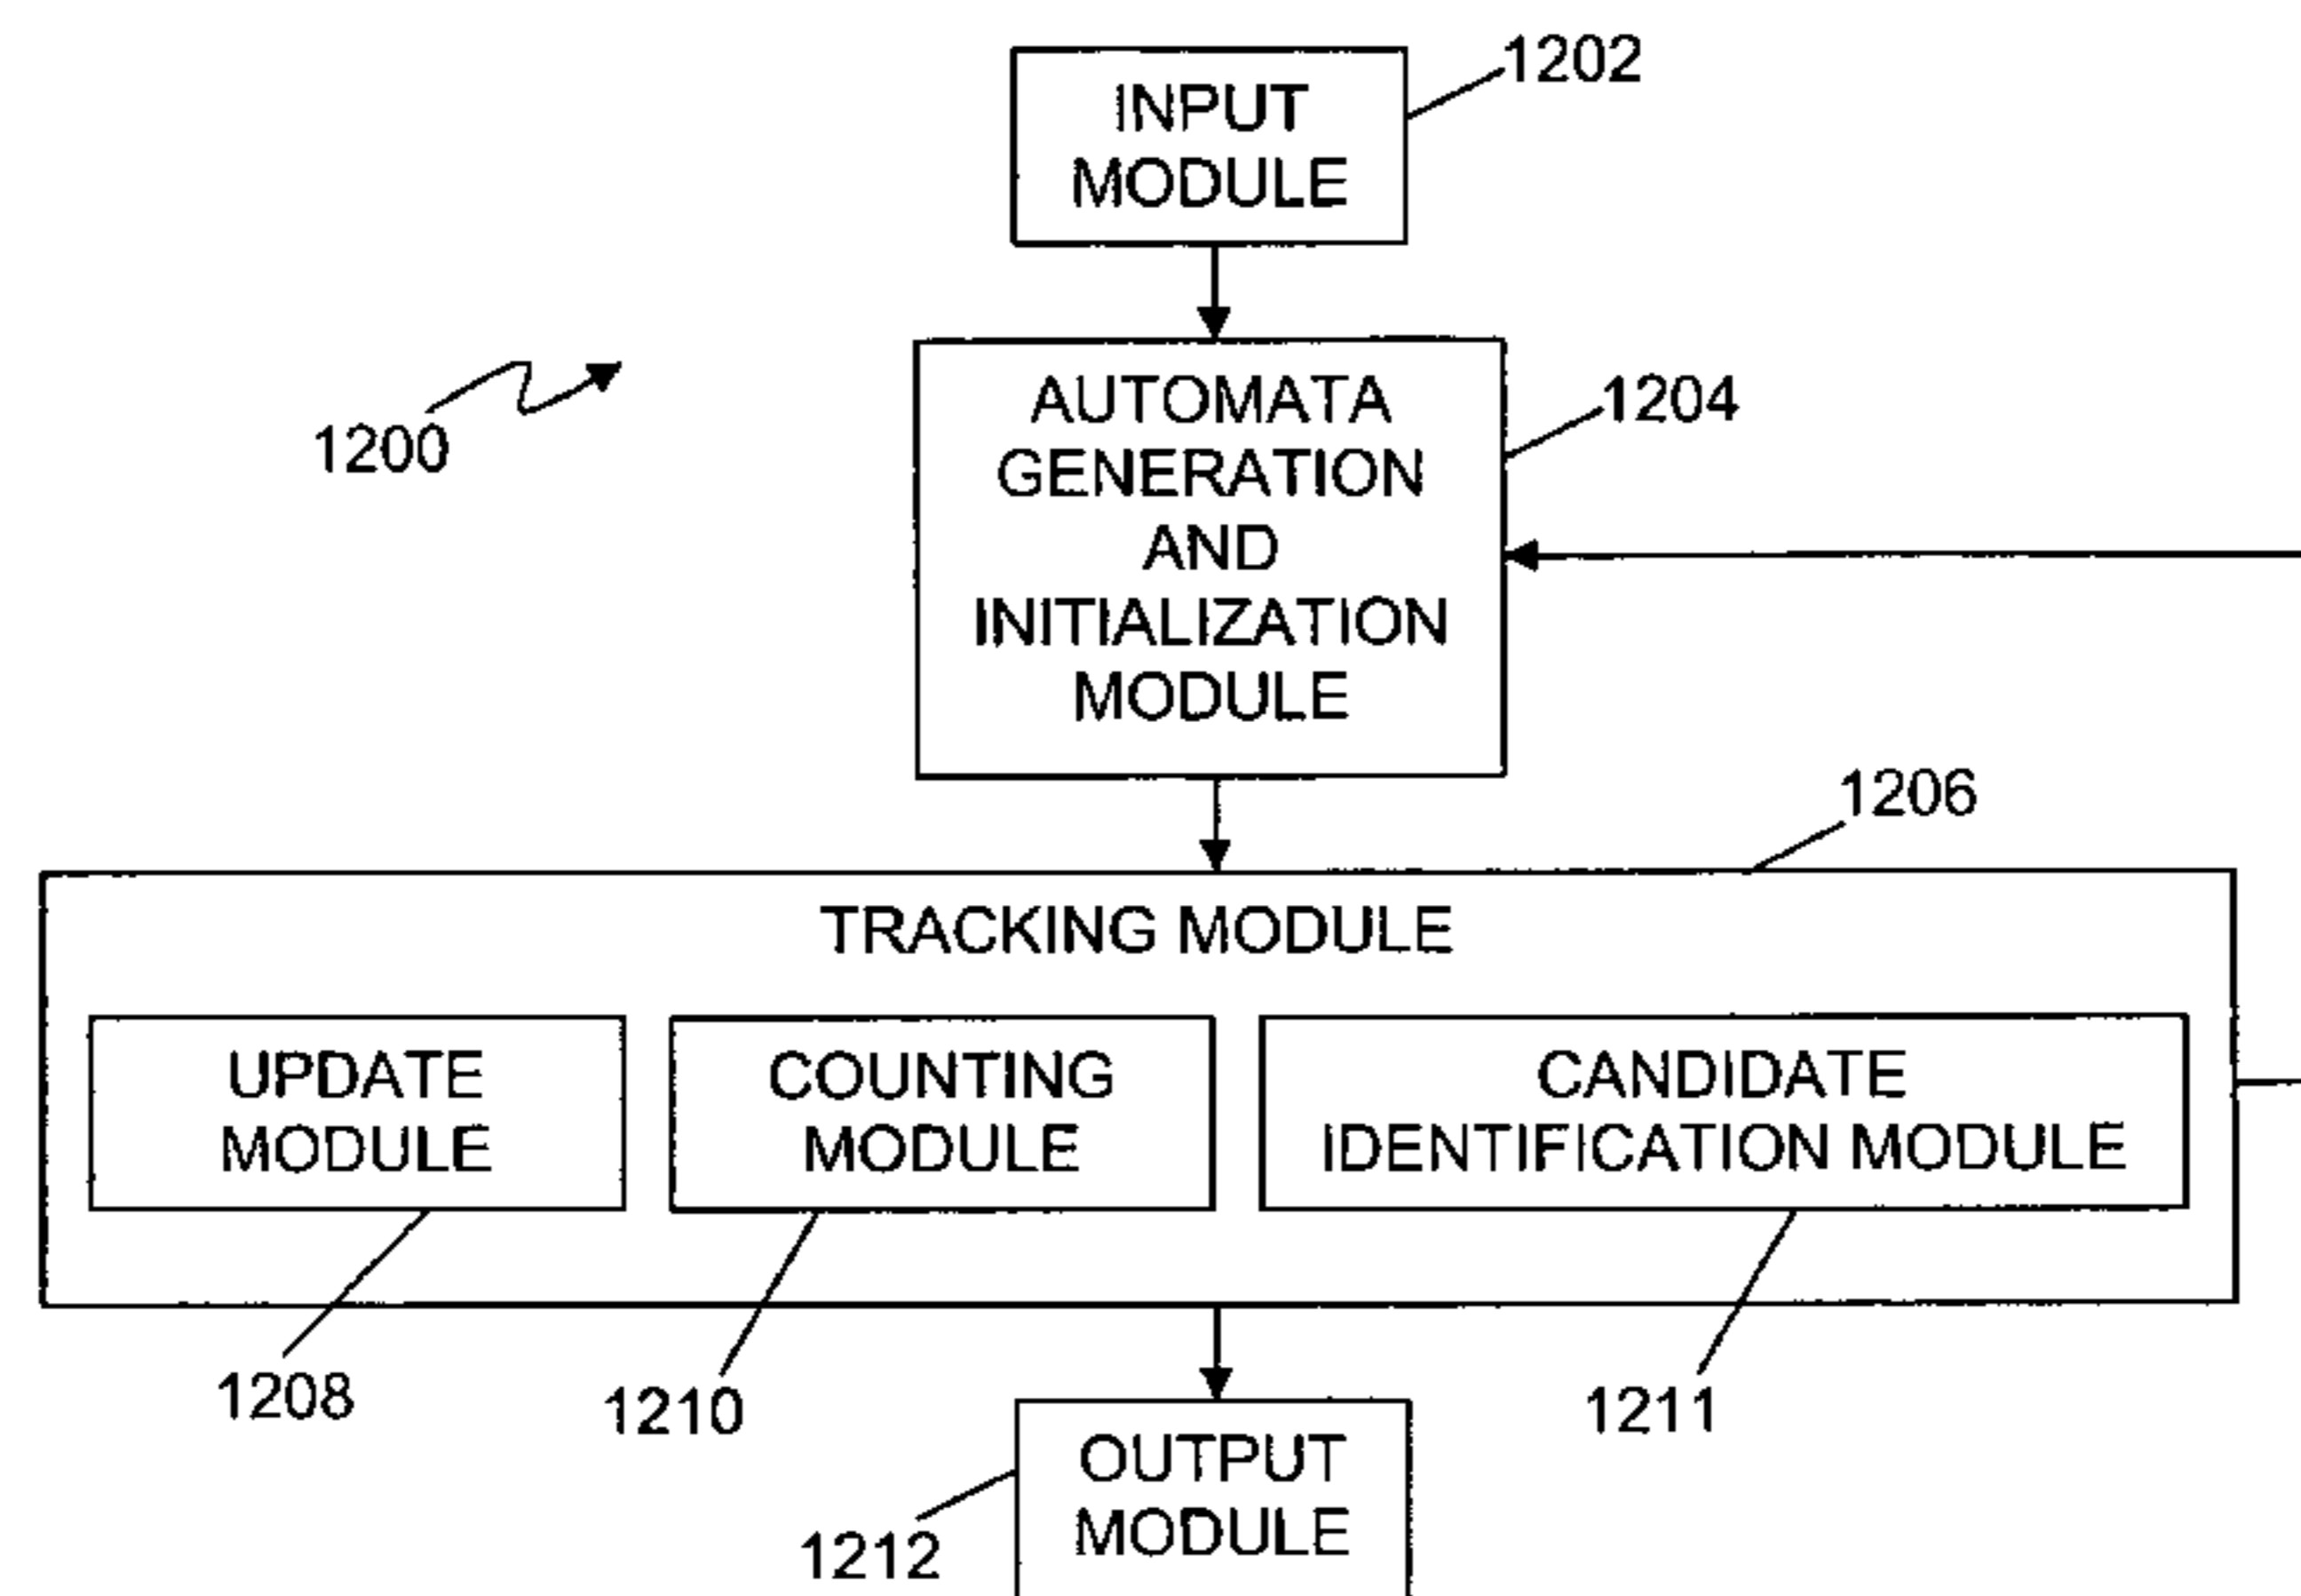 1202
INPUT
MODULE
1200
1204
AUTOMATA
GENERATION
AND
INITIALIZATION
MODULE
1206
TRACKING MODULE
UPDATE
MODULE
COUNTING
MODULE
CANDIDATE
IDENTIFICATION MODULE
1208
1210
1211
1212
OUTPUT
MODULE